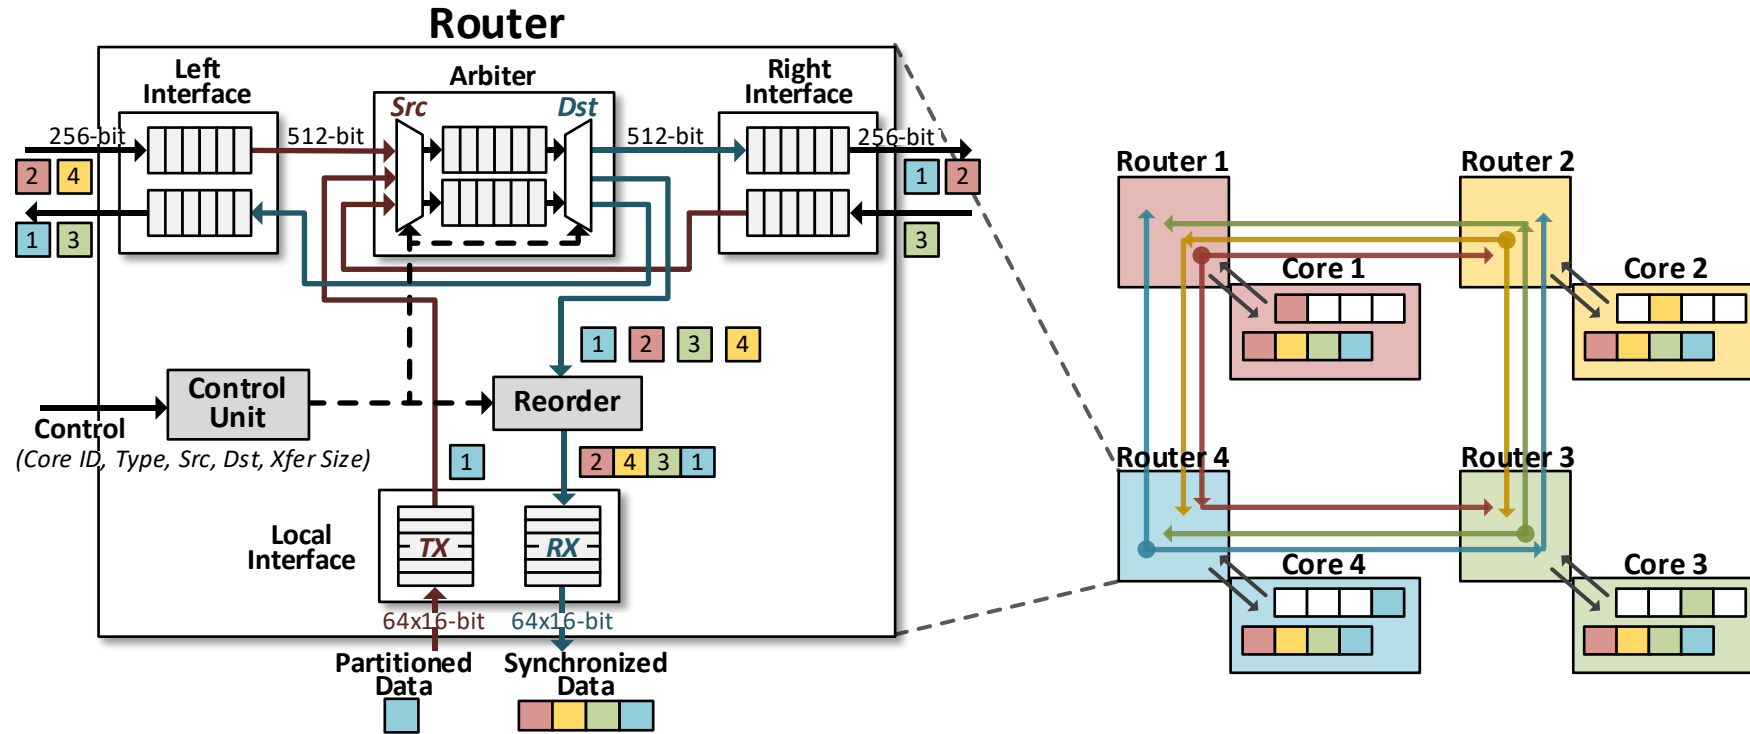 Router
Left
Interface
Arbiter
Right
Interface
Src
Dst
256-bit
512-bit
512-bit
256-bit
2 4
1 2
1 3
3
1 2 3 4
Control
Unit
Reorder
Control
(Core ID, Type, Src, Dst, Xfer Size)
1
2 4 3 1
Local
Interface
TX
RX
64x16-bit
64x16-bit
Partitioned
Data
Synchronized
Data
Router 1
Router 2
Core 1
Core 2
Router 4
Router 3
Core 4
Core 3